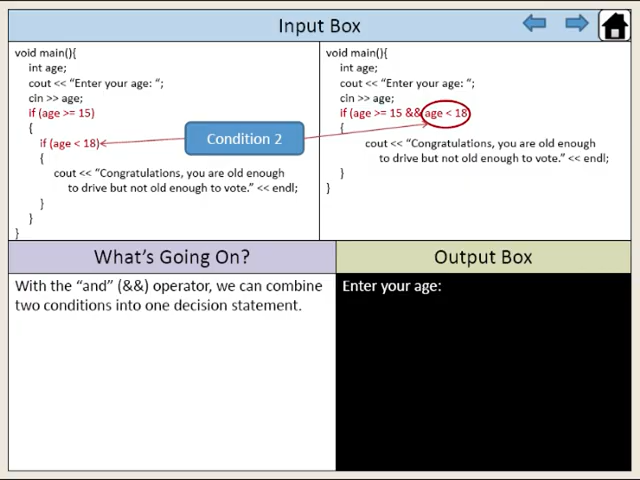 Input Box
void main(){
int age;
cout << “Enter your age: “;
cin >> age;
if (age >= 15)
{
if (age < 18)
{
cout << “Congratulations, you are old enough
to drive but not old enough to vote.” << endl;
}
}
}
Condition 2
void main(){
int age;
cout << “Enter your age: “;
cin >> age;
if (age >= 15 && age < 18
{
cout << “Congratulations, you are old enough
to drive but not old enough to vote.” << endl;
}
}
What’s Going On?
With the “and” (&&) operator, we can combine
two conditions into one decision statement.
Output Box
Enter your age: